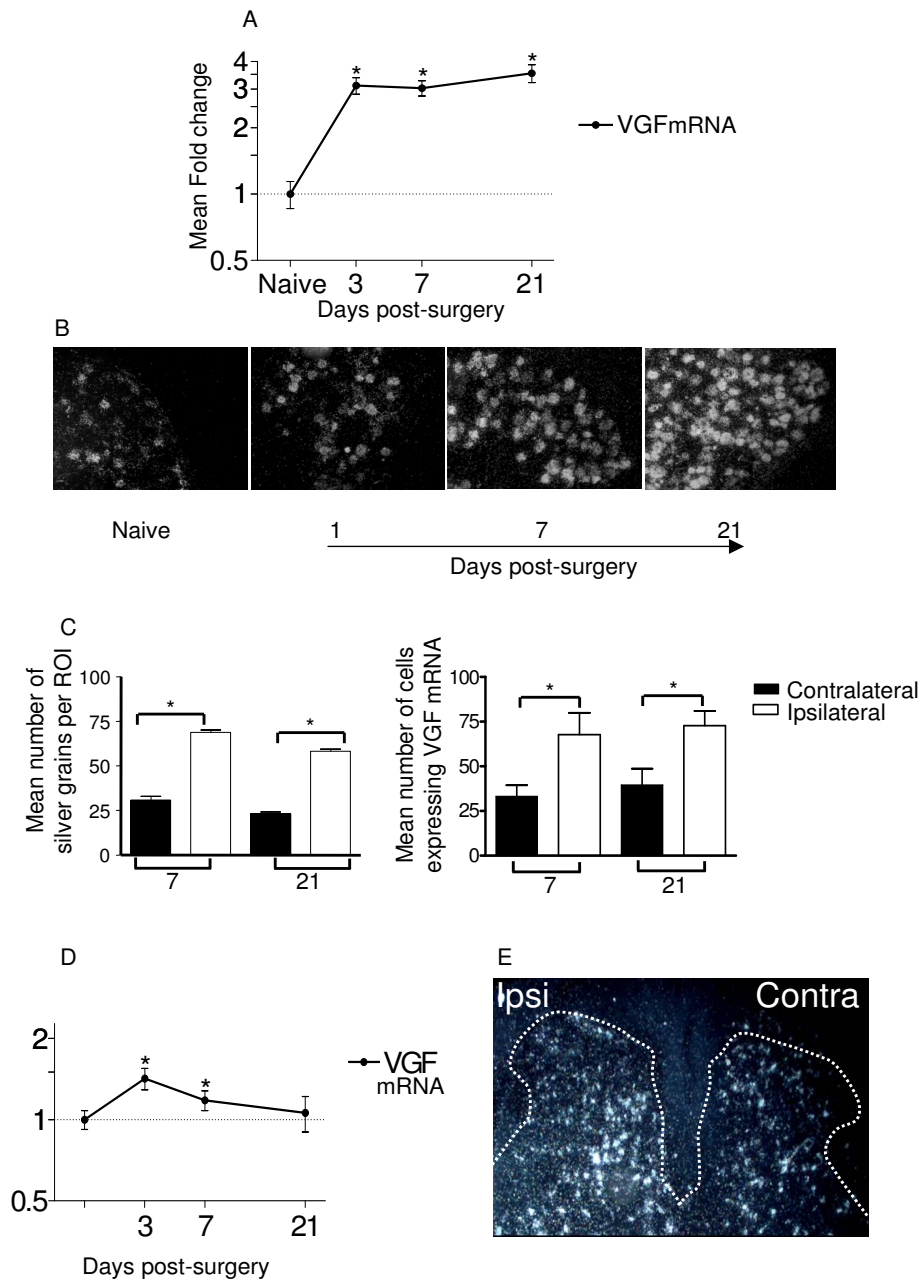 A
Mean Fold change
4
3
2
1
0.5
* * *
Naive 3 7 21
Days post-surgery
VGFmRNA
B
Naive 1 7 21
Days post-surgery
C
Mean number of
silver grains per ROI
100
75
50
25
0
* *
7 21
Mean number of cells
expressing VGF mRNA
100
75
50
25
0
* *
7 21
Contralateral
Ipsilateral
D
2
1
0.5
* *
3 7 21
Days post-surgery
VGF
mRNA
E
Ipsi Contra